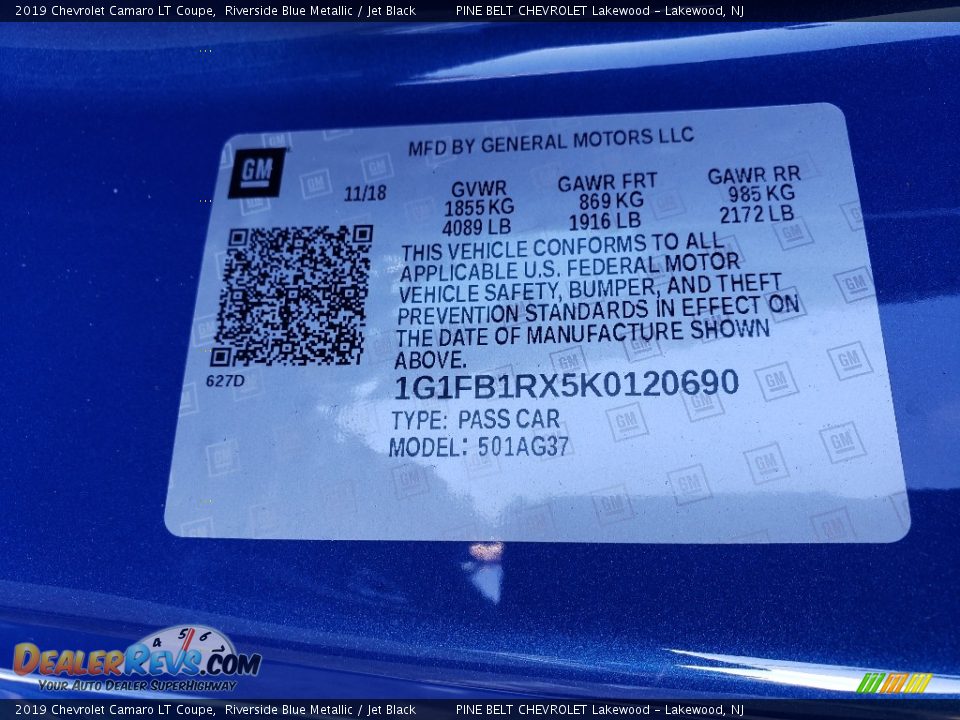 2019 Chevrolet Camaro LT Coupe,  Riverside Blue Metallic / Jet Black        PINE BELT CHEVROLET Lakewood - Lakewood, NJ
MFD BY GENERAL MOTORS LLC
GM
11/18
GVWR
1855 KG
4089 LB
GAWR FRT
869 KG
1916 LB
GAWR RR
985 KG
2172 LB
THIS VEHICLE CONFORMS TO ALL
APPLICABLE U.S. FEDERAL MOTOR
VEHICLE SAFETY, BUMPER, AND THEFT
PREVENTION STANDARDS IN EFFECT ON
THE DATE OF MANUFACTURE SHOWN
ABOVE.
627D
1G1FB1RX5K0120690
TYPE: PASS CAR
MODEL: 501AG37
4 5 6
DEALERREVS.COM
YOUR AUTO DEALER SUPERHIGHWAY
2019 Chevrolet Camaro LT Coupe,  Riverside Blue Metallic / Jet Black        PINE BELT CHEVROLET Lakewood - Lakewood, NJ